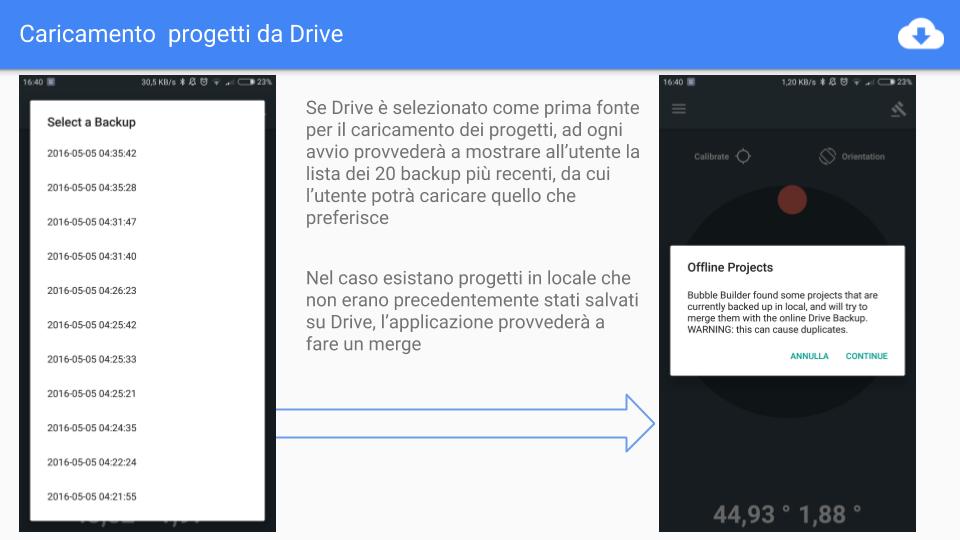 Caricamento  progetti da Drive
16:40
30,5 KB/s
23%
Select a Backup
2016-05-05 04:35:42
2016-05-05 04:35:28
2016-05-05 04:31:47
2016-05-05 04:31:40
2016-05-05 04:26:23
2016-05-05 04:25:42
2016-05-05 04:25:33
2016-05-05 04:25:21
2016-05-05 04:24:35
2016-05-05 04:22:24
2016-05-05 04:21:55
Se Drive è selezionato come prima fonte
per il caricamento dei progetti, ad ogni
avvio provvederà a mostrare all'utente la
lista dei 20 backup più recenti, da cui
l'utente potrà caricare quello che
preferisce
Nel caso esistano progetti in locale che
non erano precedentemente stati salvati
su Drive, l'applicazione provvederà a
fare un merge
16:40
1,20 KB/s
23%
Calibrate
Orientation
Offline Projects
Bubble Builder found some projects that are
currently backed up in local, and will try to
merge them with the online Drive Backup.
WARNING: this can cause duplicates.
ANNULLA
CONTINUE
44,93 ° 1,88 °